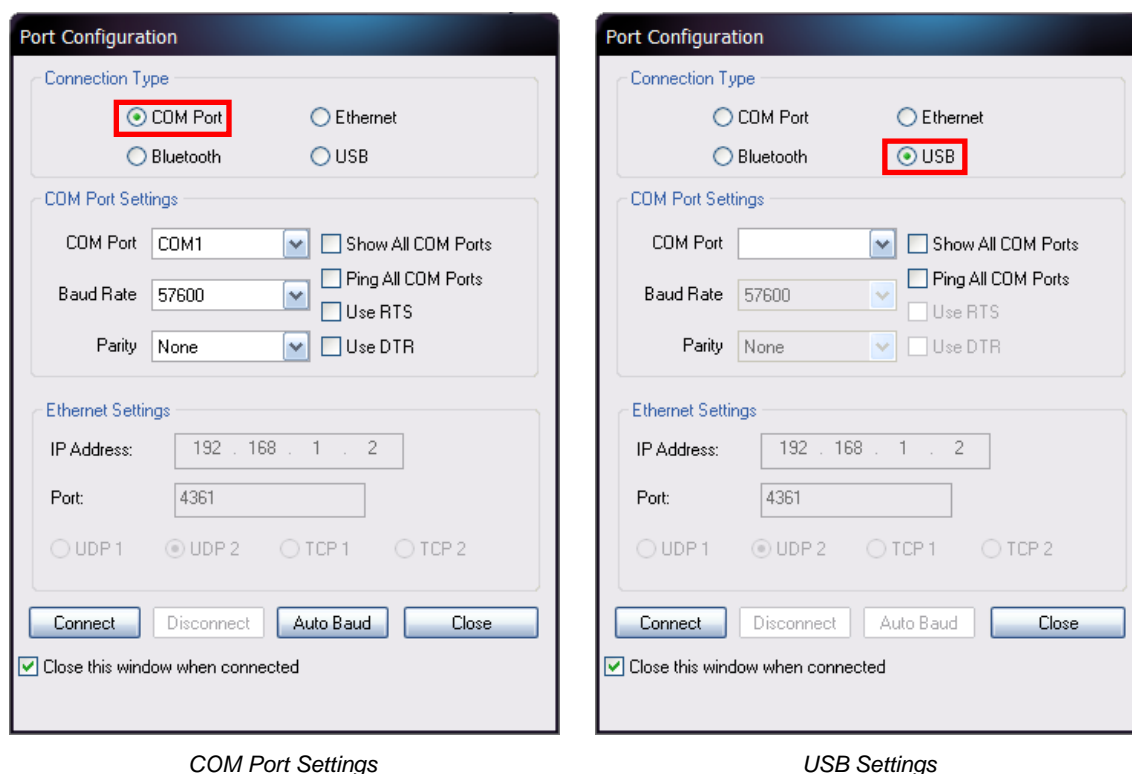 Port Configuration
Connection Type
COM Port
Ethernet
Bluetooth
USB
COM Port Settings
COM Port
COM1
Show All COM Ports
Ping All COM Ports
Baud Rate
57600
Use RTS
Parity
None
Use DTR
Ethernet Settings
IP Address:
192 . 168 . 1 . 2
Port:
4361
UDP 1
UDP 2
TCP 1
TCP 2
Connect
Disconnect
Auto Baud
Close
Close this window when connected
COM Port Settings
Port Configuration
Connection Type
COM Port
Ethernet
Bluetooth
USB
COM Port Settings
COM Port
Show All COM Ports
Ping All COM Ports
Baud Rate
57600
Use RTS
Parity
None
Use DTR
Ethernet Settings
IP Address:
192 . 168 . 1 . 2
Port:
4361
UDP 1
UDP 2
TCP 1
TCP 2
Connect
Disconnect
Auto Baud
Close
Close this window when connected
USB Settings